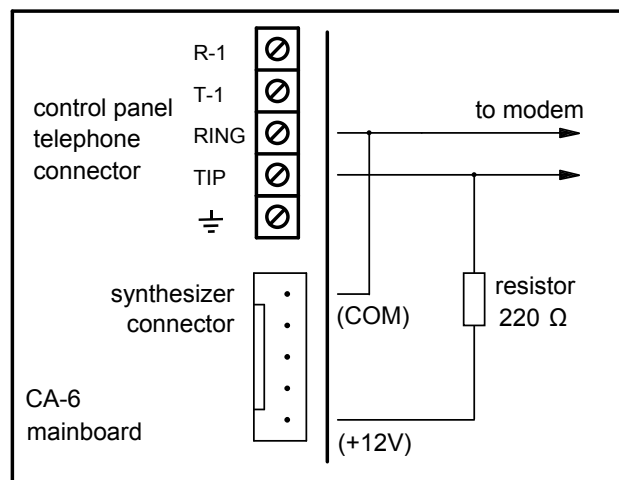 R-1
T-1
RING
TIP
control panel
telephone
connector
to modem
synthesizer
connector
(COM)
resistor
220 Ω
CA-6
mainboard
(+12V)